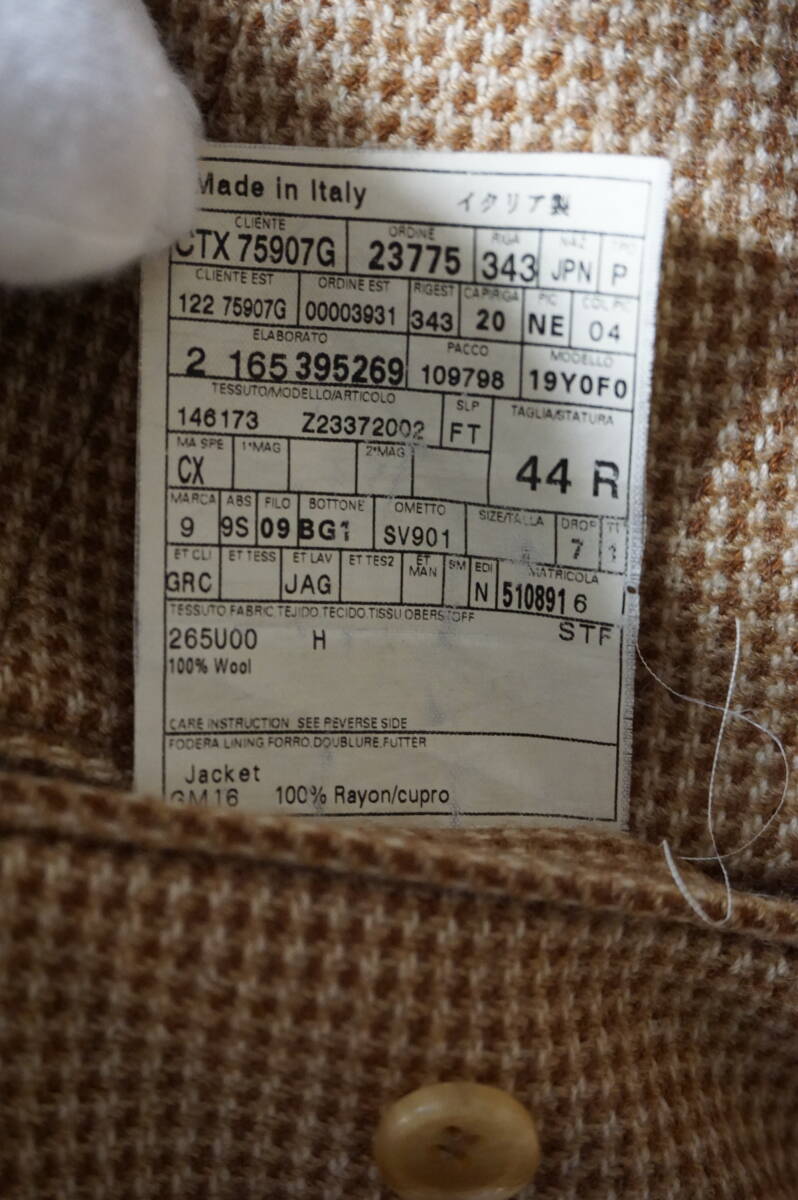 Made in Italy イタリア製
CLIENTE ORDINE RIGA NAZ
CTX 75907G 23775 343 JPN P
CLIENTE EST ORDINE EST RIGEST CAPIRIGA PIC COL PIC
122 75907G 00003931 343 20 NE 04
ELABORATO PACCO MODELLO
2 165 395269 109798 19Y0F0
TESSUTO/MODELLO/ARTICOLO SLP TAGLIA/STATURA
146173 Z23372002 FT 44 R
MA SPE 1°MAG 2°MAG
CX
MARCA ABS FILO BOTTONE OMETTO SIZE/TALLA DROP
9 9S 09 BG1 SV901 7
ET CLI ET TESS ET LAV ET TES2 ET MAN SM EDI MATRICOLA
GRC JAG N 510891 6
TESSUTO FABRIC TEJIDO TECIDO TISSU OBERSTOFF STF
265U00 H
100% Wool
CARE INSTRUCTION SEE REVERSE SIDE
FODERA LINING FORRO, DOUBLURE, FUTTER
Jacket
GM16 100% Rayon/cupro